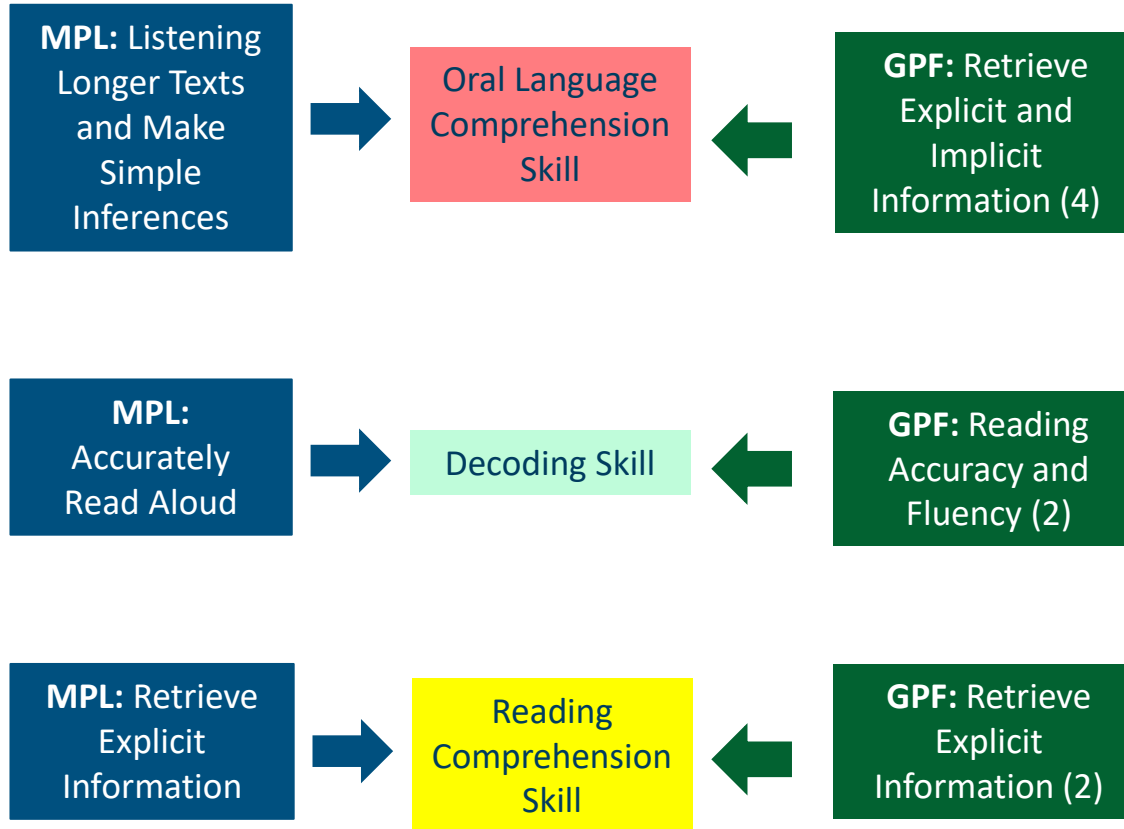 MPL: Listening
Longer Texts
and Make
Simple
Inferences
Oral Language
Comprehension
Skill
GPF: Retrieve
Explicit and
Implicit
Information (4)
MPL:
Accurately
Read Aloud
Decoding Skill
GPF: Reading
Accuracy and
Fluency (2)
MPL: Retrieve
Explicit
Information
Reading
Comprehension
Skill
GPF: Retrieve
Explicit
Information (2)